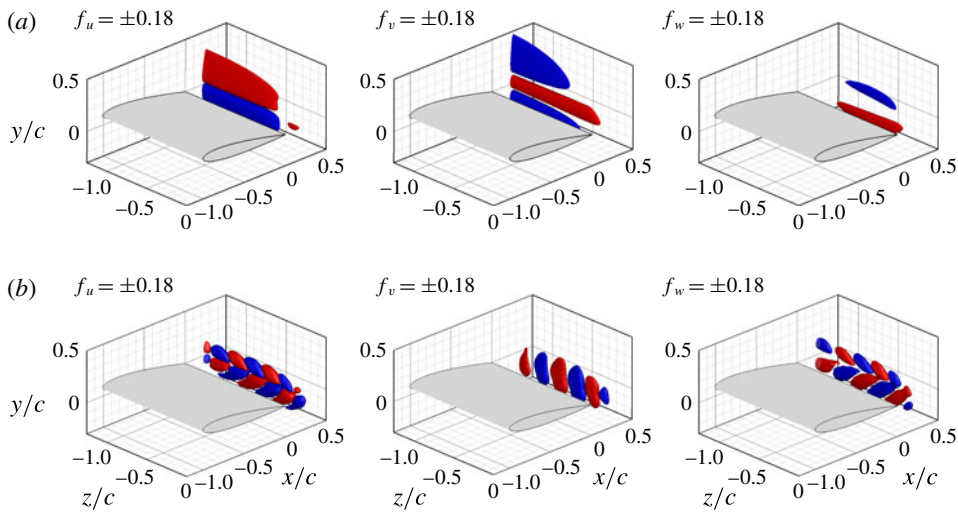 (a) f_u = ±0.18 f_v = ±0.18 f_w = ±0.18
0.5 0.5 0.5
y/c 0 0 0
0.5 0.5 0.5
−1.0 0 −1.0 0 −1.0 0
−0.5 −0.5 −0.5 −0.5 −0.5 −0.5
0 −1.0 0 −1.0 0 −1.0
(b) f_u = ±0.18 f_v = ±0.18 f_w = ±0.18
0.5 0.5 0.5
y/c 0 0 0
0.5 0.5 0.5
−1.0 0 −1.0 0 −1.0 0
−0.5 −0.5 x/c −0.5 −0.5 x/c −0.5 −0.5 x/c
z/c 0 −1.0 z/c 0 −1.0 z/c 0 −1.0